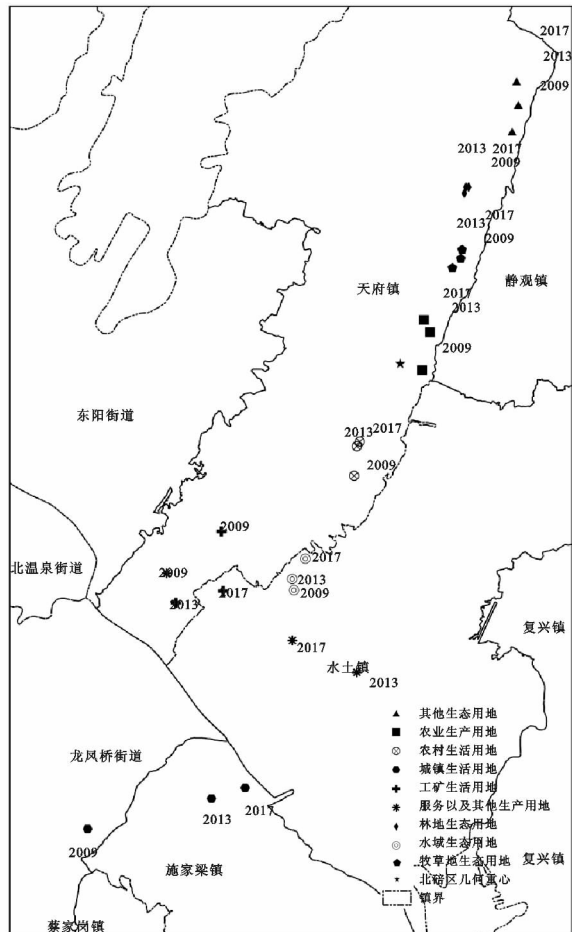 2017
2013
2009
2013 2017
2009
2013 2017
2009
天府镇
静观镇
2017
2013
2009
东阳街道
2013 2017
2009
2009
北温泉街道
2009
2017
2013
2013
2017
2009
复兴镇
2017
水土镇
2013
其他生态用地
龙凤桥街道
农业生产用地
农村生活用地
城镇生活用地
工矿生活用地
2013
2017
服务以及其他生产用地
林地生态用地
2009
水域生态用地
施家梁镇
牧草地生态用地
复兴镇
北碚区几何重心
镇界
蔡家岗镇